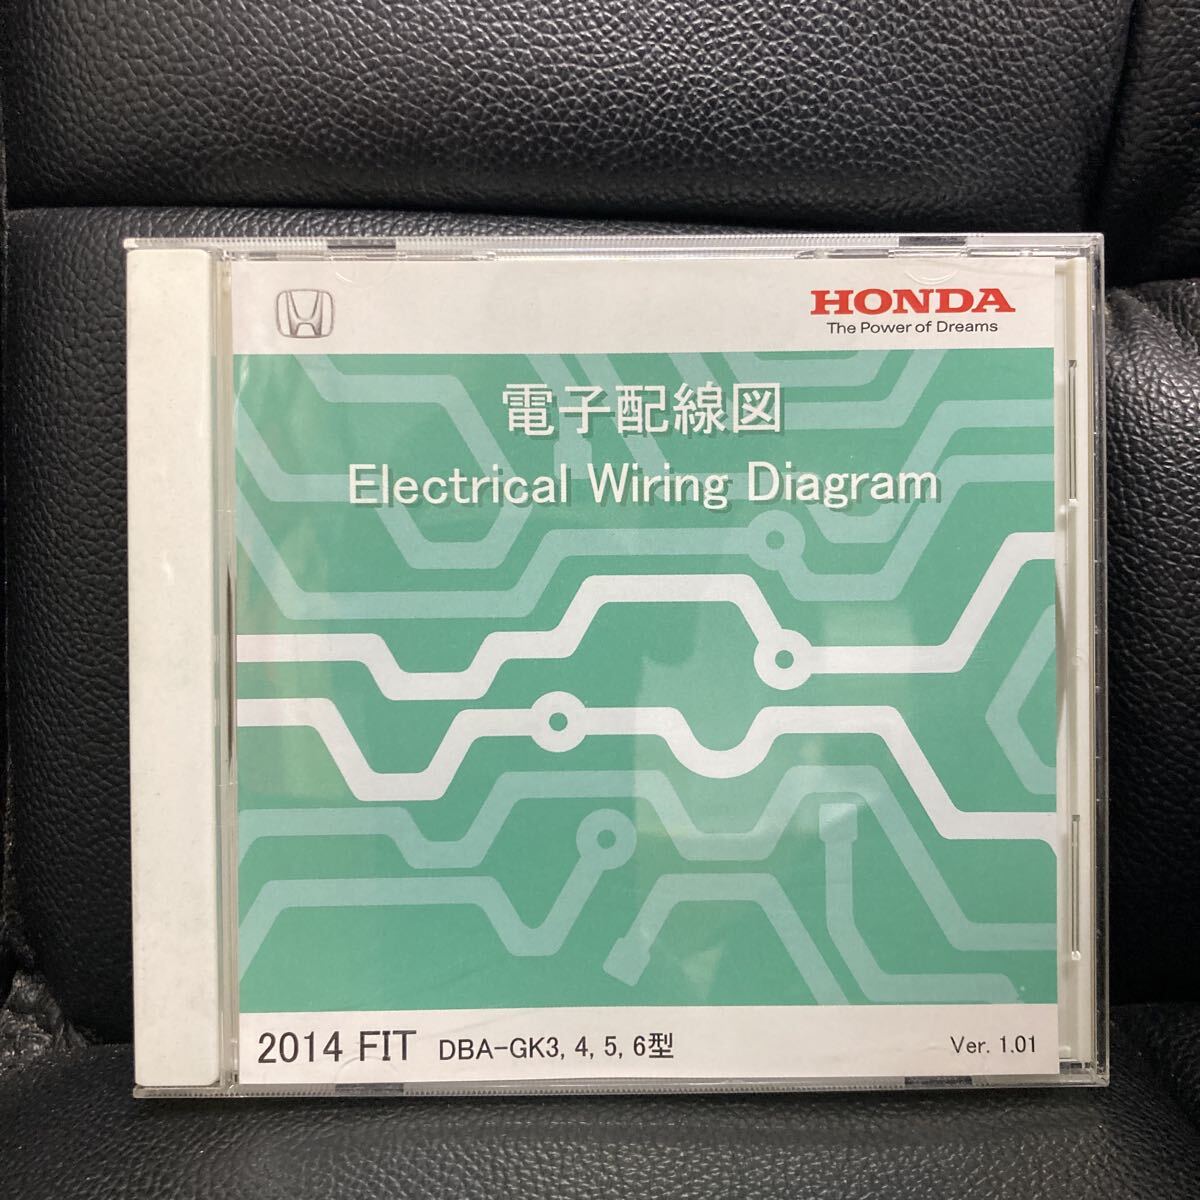 HONDA
The Power of Dreams
電子配線図
Electrical Wiring Diagram
2014 FIT DBA-GK3, 4, 5, 6型 Ver. 1.01